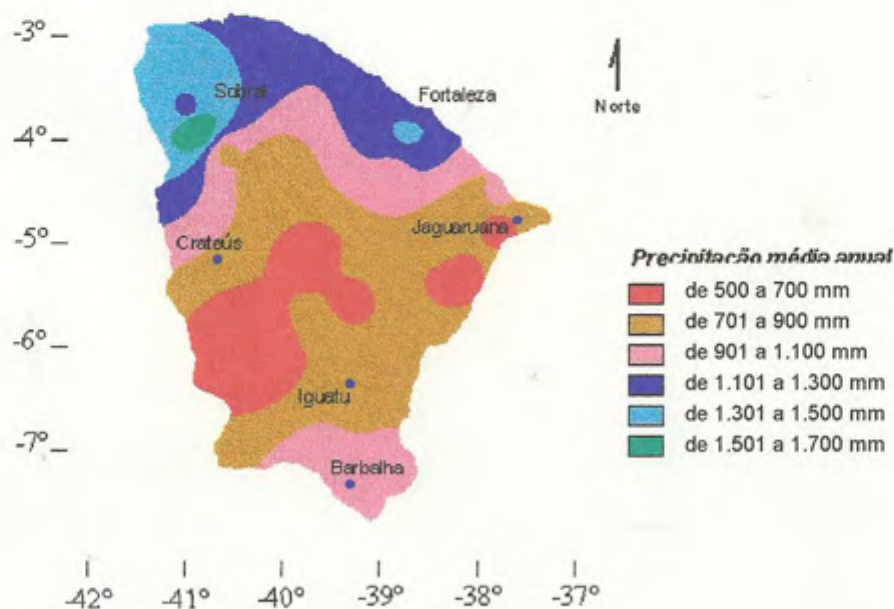 -3°
-4°
-5°
-6°
-7°
Sobral
Fortaleza
Norte
Crateús
Jaguaruana
Iguatu
Barbalha
Precipitação média anual
de 500 a 700 mm
de 701 a 900 mm
de 901 a 1.100 mm
de 1.101 a 1.300 mm
de 1.301 a 1.500 mm
de 1.501 a 1.700 mm
-42° -41° -40° -39° -38° -37°